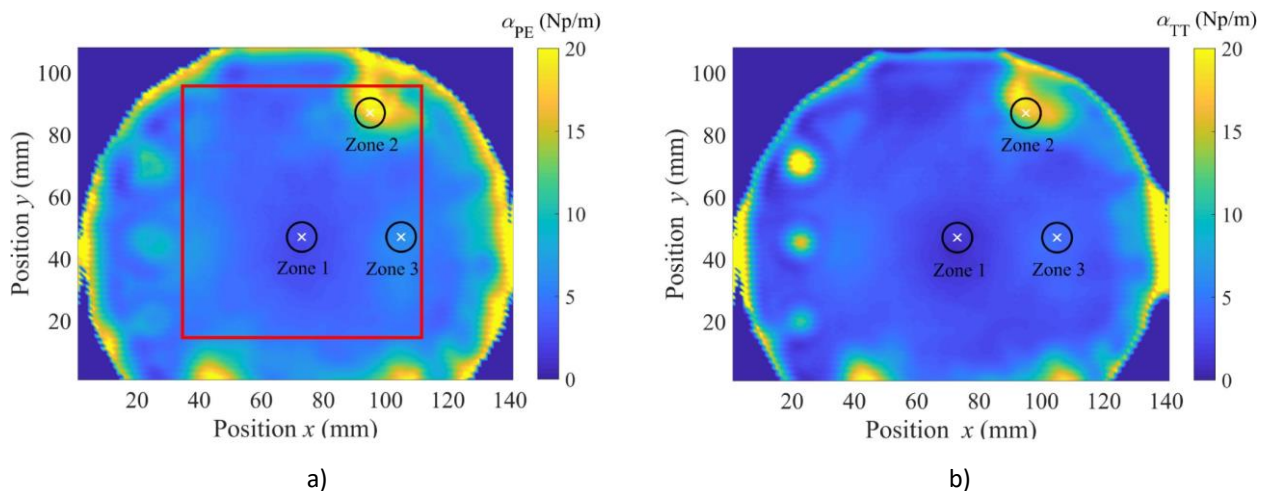 α_PE (Np/m)
20
15
10
5
0
100
80
60
40
20
Position y (mm)
Zone 2
Zone 1
Zone 3
20 40 60 80 100 120 140
Position x (mm)
a)
α_TT (Np/m)
20
15
10
5
0
100
80
60
40
20
Position y (mm)
Zone 2
Zone 1
Zone 3
20 40 60 80 100 120 140
Position x (mm)
b)